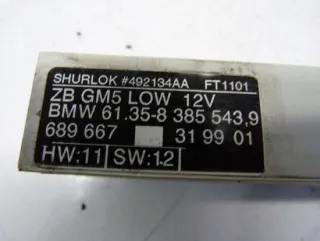 SHURLOK #492134AA FT1101
ZB GM5 LOW 12V
BMW 61.35-8 385 543,9
689 667 31 99 01
HW:11 SW:12